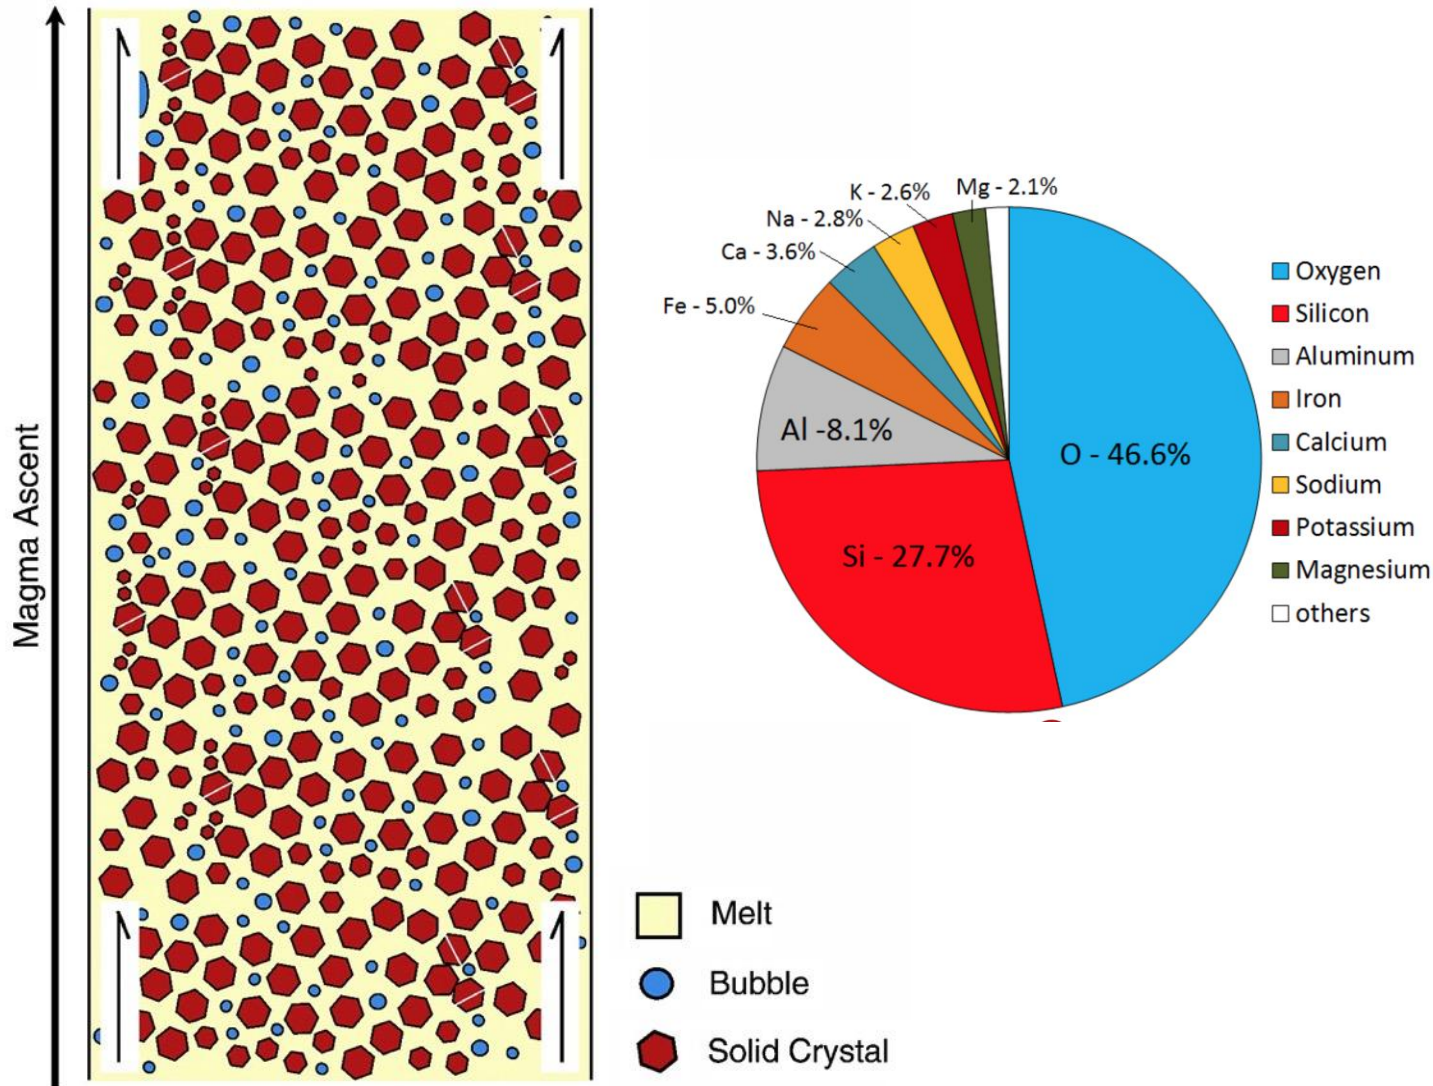 Magma Ascent
K - 2.6%
Mg - 2.1%
Na - 2.8%
Ca - 3.6%
Fe - 5.0%
Al -8.1%
O - 46.6%
Si - 27.7%
Oxygen
Silicon
Aluminum
Iron
Calcium
Sodium
Potassium
Magnesium
others
Melt
Bubble
Solid Crystal